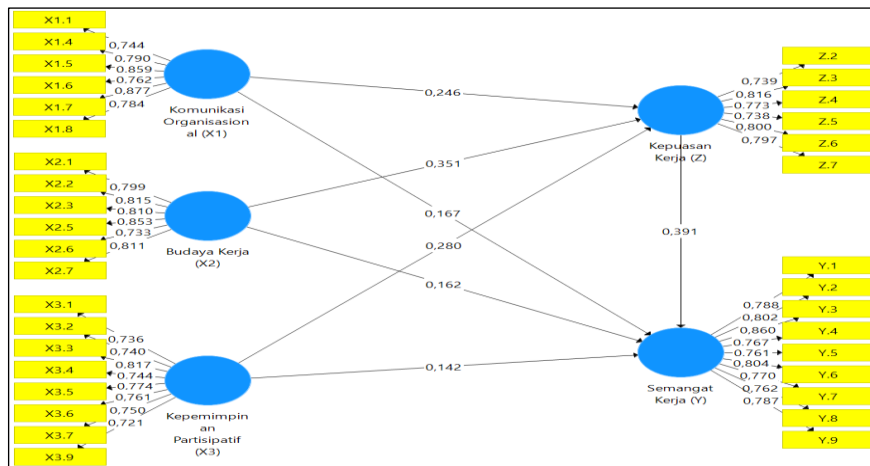 X1.1
X1.4
X1.5
X1.6
X1.7
X1.8
0,744
0,790
0,859
0,762
0,877
0,784
Komunikasi
Organisasion
al (X1)
X2.1
X2.2
X2.3
X2.5
X2.6
X2.7
0,799
0,815
0,810
0,853
0,733
0,811
Budaya Kerja
(X2)
X3.1
X3.2
X3.3
X3.4
X3.5
X3.6
X3.7
X3.9
0,736
0,740
0,817
0,744
0,774
0,761
0,750
0,721
Kepemimpin
an
Partisipatif
(X3)
0,246
0,351
0,167
0,280
0,162
0,142
0,391
Kepuasan
Kerja (Z)
0,739
0,816
0,773
0,738
0,800
0,797
Z.2
Z.3
Z.4
Z.5
Z.6
Z.7
Semangat
Kerja (Y)
0,788
0,802
0,860
0,767
0,761
0,804
0,770
0,762
0,787
Y.1
Y.2
Y.3
Y.4
Y.5
Y.6
Y.7
Y.8
Y.9